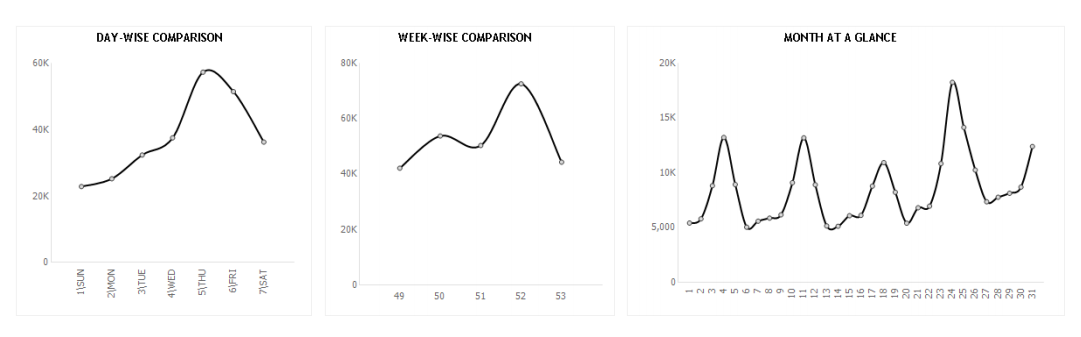 DAY-WISE COMPARISON
60K
40K
20K
0
1\SUN
2\MON
3\TUE
4\WED
5\THU
6\FRI
7\SAT
WEEK-WISE COMPARISON
80K
60K
40K
20K
0
49 50 51 52 53
MONTH AT A GLANCE
20K
15K
10K
5,000
0
1 2 3 4 5 6 7 8 9 10 11 12 13 14 15 16 17 18 19 20 21 22 23 24 25 26 27 28 29 30 31